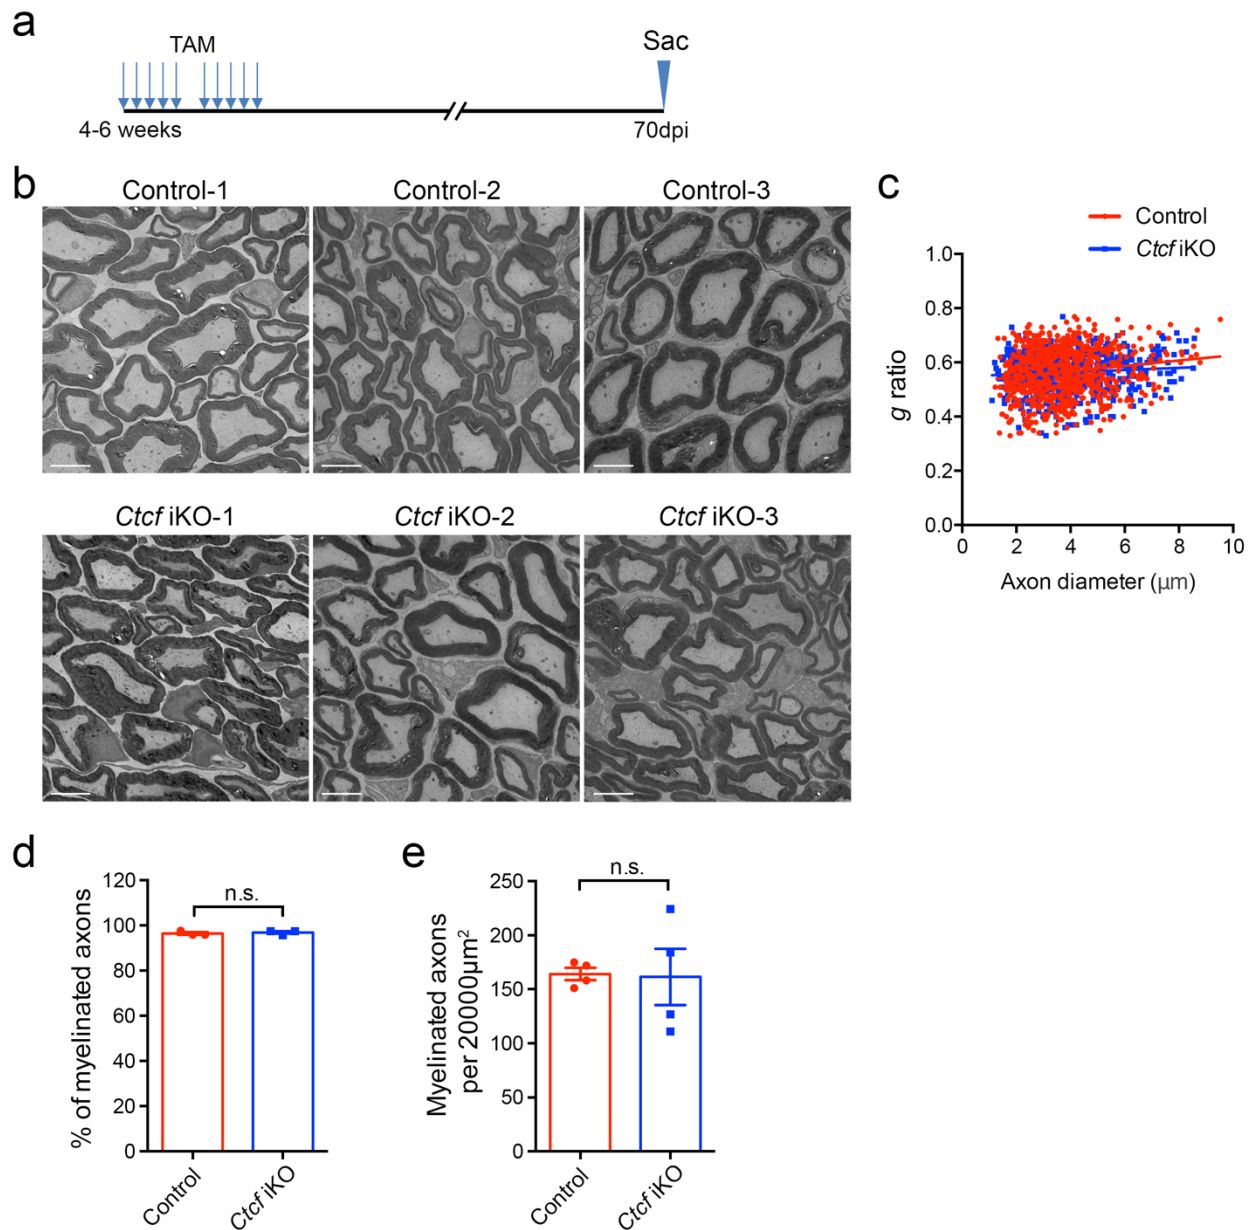 a
TAM
Sac
4-6 weeks
70dpi
b
Control-1
Control-2
Control-3
Ctcf iKO-1
Ctcf iKO-2
Ctcf iKO-3
c
Control
Ctcf iKO
g ratio
1.0
0.8
0.6
0.4
0.2
0.0
0 2 4 6 8 10
Axon diameter (μm)
d
% of myelinated axons
120
100
80
60
40
20
0
n.s.
Control
Ctcf iKO
e
Myelinated axons
per 20000μm²
250
200
150
100
50
0
n.s.
Control
Ctcf iKO